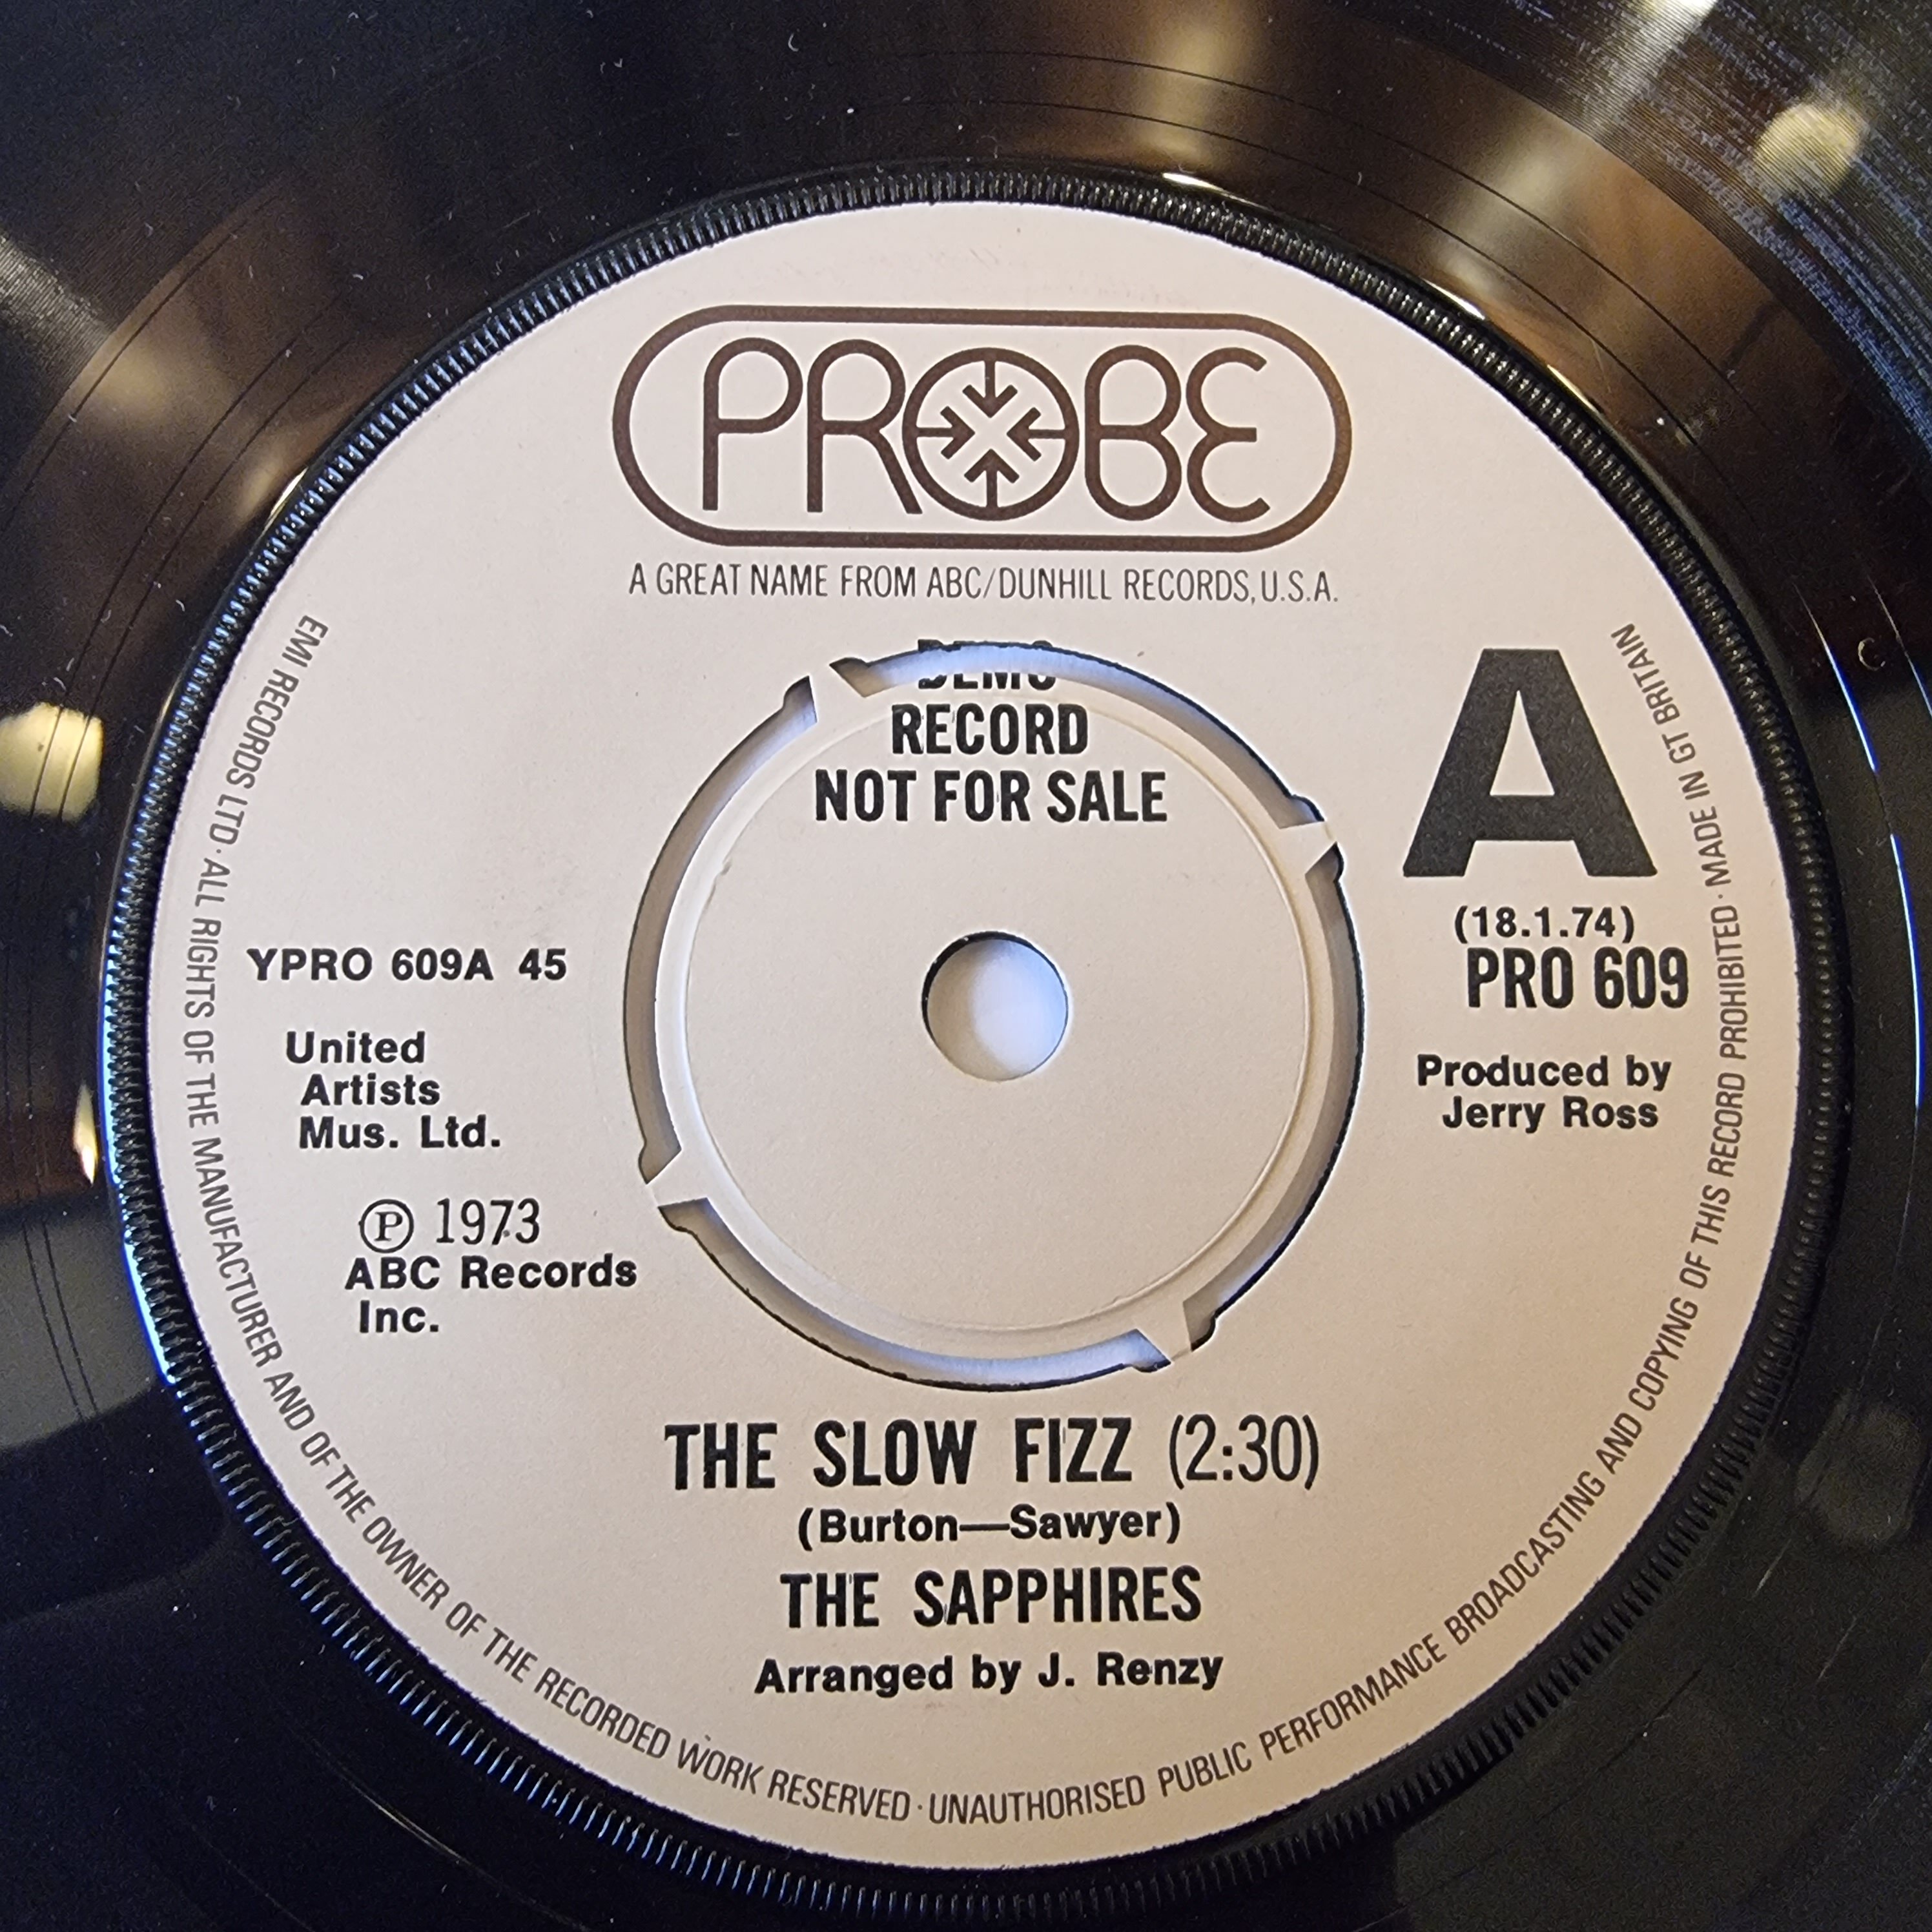 PROBE
A GREAT NAME FROM ABC/DUNHILL RECORDS, U.S.A.
DEMO
RECORD
NOT FOR SALE
A
(18.1.74)
PRO 609
Produced by
Jerry Ross
YPRO 609A 45
United
Artists
Mus. Ltd.
Ⓟ 1973
ABC Records
Inc.
THE SLOW FIZZ (2:30)
(Burton—Sawyer)
THE SAPPHIRES
Arranged by J. Renzy
EMI RECORDS LTD · ALL RIGHTS OF THE MANUFACTURER AND OF THE OWNER OF THE RECORDED WORK RESERVED · UNAUTHORISED PUBLIC PERFORMANCE BROADCASTING AND COPYING OF THIS RECORD PROHIBITED · MADE IN GT BRITAIN